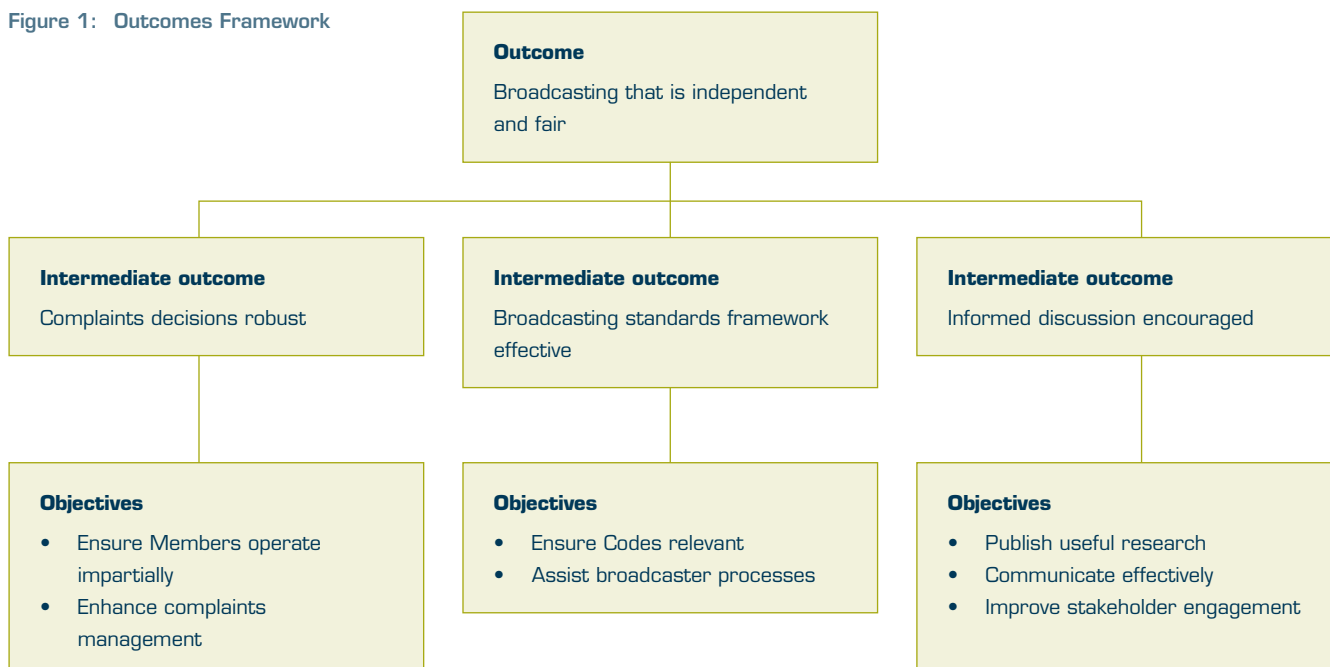 Figure 1: Outcomes Framework
Outcome
Broadcasting that is independent
and fair
Intermediate outcome
Complaints decisions robust
Intermediate outcome
Broadcasting standards framework
effective
Intermediate outcome
Informed discussion encouraged
Objectives
• Ensure Members operate
impartially
• Enhance complaints
management
Objectives
• Ensure Codes relevant
• Assist broadcaster processes
Objectives
• Publish useful research
• Communicate effectively
• Improve stakeholder engagement